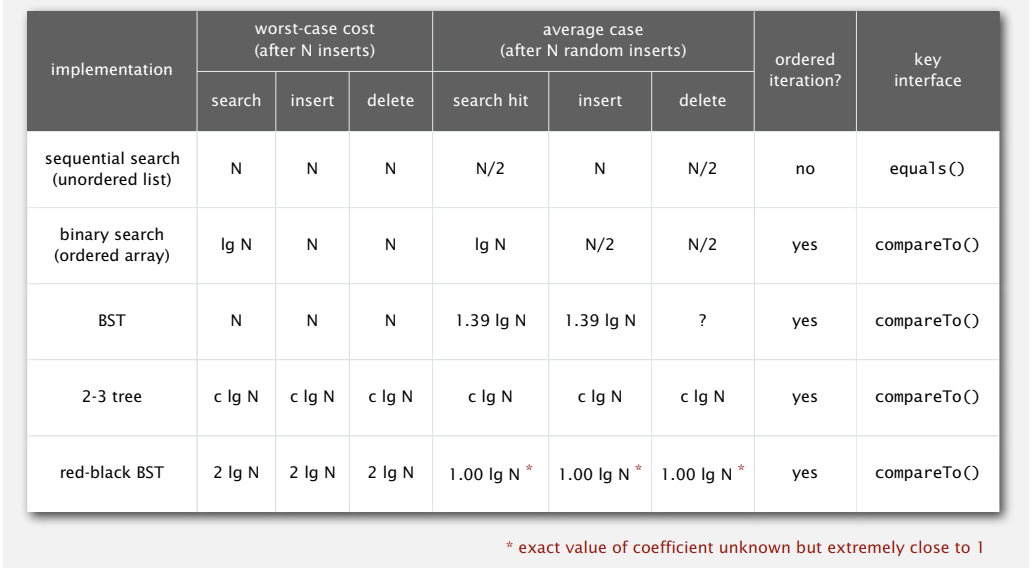 implementation
worst-case cost
(after N inserts)
average case
(after N random inserts)
ordered
iteration?
key
interface
search insert delete search hit insert delete
sequential search
(unordered list)
N N N N/2 N N/2 no equals()
binary search
(ordered array)
lg N N N lg N N/2 N/2 yes compareTo()
BST N N N 1.39 lg N 1.39 lg N ? yes compareTo()
2-3 tree c lg N c lg N c lg N c lg N c lg N c lg N yes compareTo()
red-black BST 2 lg N 2 lg N 2 lg N 1.00 lg N * 1.00 lg N * 1.00 lg N * yes compareTo()
* exact value of coefficient unknown but extremely close to 1